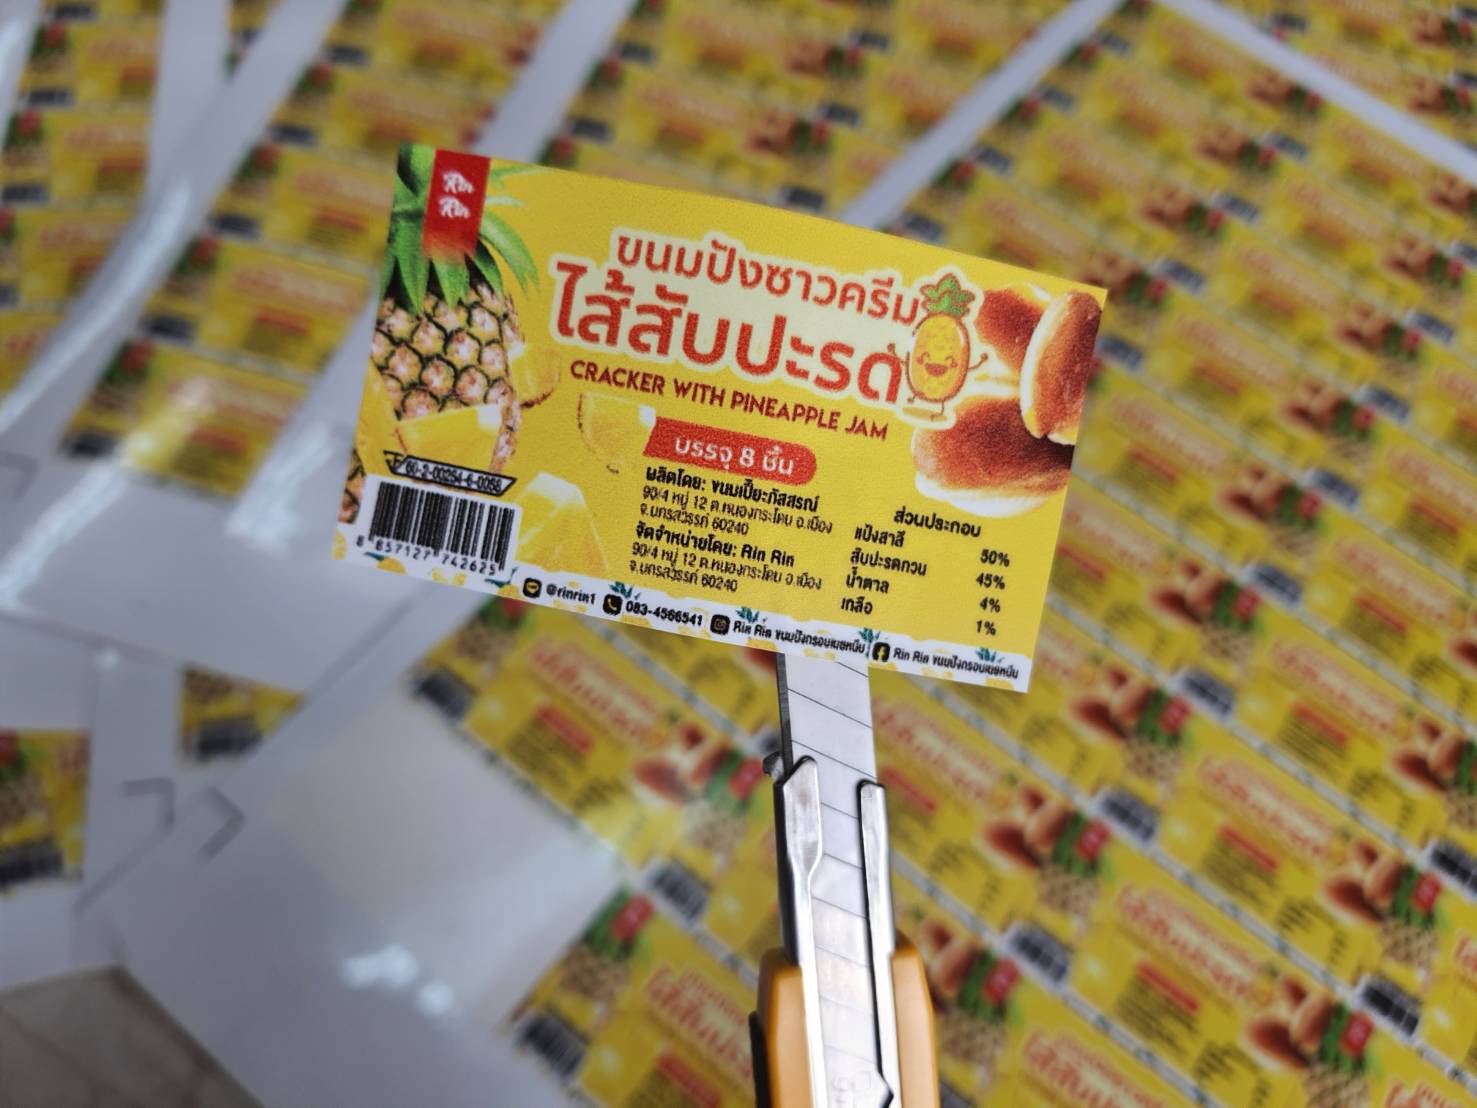 Rin
Rin
ขนมปังซาวครีม
ไส้สับปะรด
CRACKER WITH PINEAPPLE JAM
บรรจุ 8 ชิ้น
ผลิตโดย: ขนมเปี๊ยะภัสสรณ์
90/4 หมู่ 12 ต.หนองกระโดน อ.เมือง
จ.นครสวรรค์ 60240
จัดจำหน่ายโดย: Rin Rin
90/4 หมู่ 12 ต.หนองกระโดน อ.เมือง
จ.นครสวรรค์ 60240
ส่วนประกอบ
แป้งสาลี 50%
สับปะรดกวน 45%
น้ำตาล 4%
เกลือ 1%
60-2-00254-6-0056
8 857127 742625
@rinrin1 083-4566541 Rin Rin ขนมปังกรอบเนยหนึบ Rin Rin ขนมปังกรอบเนยหนึบ